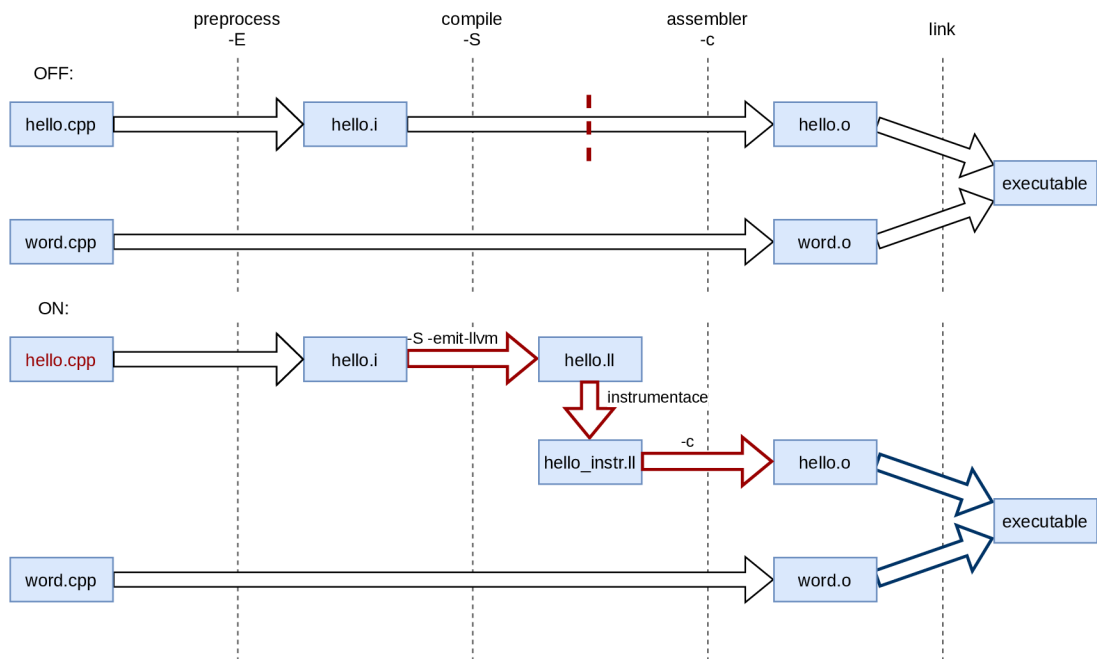 preprocess
-E
compile
-S
assembler
-c
link
OFF:
hello.cpp
hello.i
hello.o
executable
word.cpp
word.o
ON:
hello.cpp
hello.i
-S -emit-llvm
hello.ll
instrumentace
hello_instr.ll
-c
hello.o
executable
word.cpp
word.o